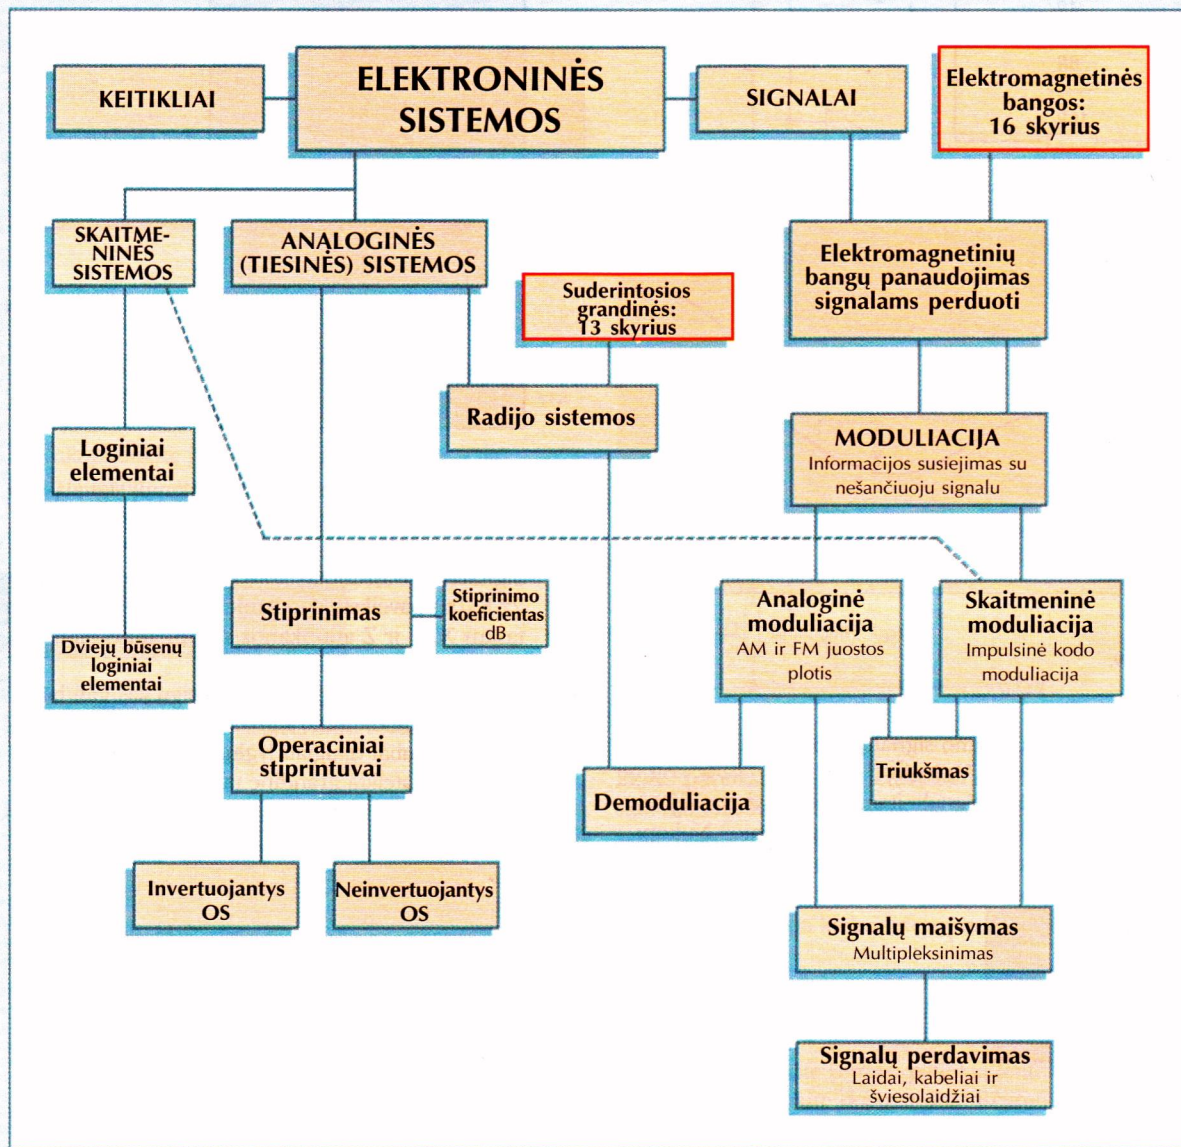 KEITIKLIAI
ELEKTRONINĖS
SISTEMOS
SIGNALAI
Elektromagnetinės
bangos:
16 skyrius
SKAITME-
NINĖS
SISTEMOS
ANALOGINĖS
(TIESINĖS) SISTEMOS
Elektromagnetinių
bangų panaudojimas
signalams perduoti
Suderintosios
grandinės:
13 skyrius
Radijo sistemos
Loginiai
elementai
MODULIACIJA
Informacijos susiejimas su
nešančiuoju signalu
Stiprinimas
Stiprinimo
koeficientas
dB
Analoginė
moduliacija
AM ir FM juostos
plotis
Skaitmeninė
moduliacija
Impulsinė kodo
moduliacija
Dviejų būsenų
loginiai
elementai
Operaciniai
stiprintuvai
Demoduliacija
Triukšmas
Invertuojantys
OS
Neinvertuojantys
OS
Signalų maišymas
Multipleksinimas
Signalų perdavimas
Laidai, kabeliai ir
šviesolaidžiai